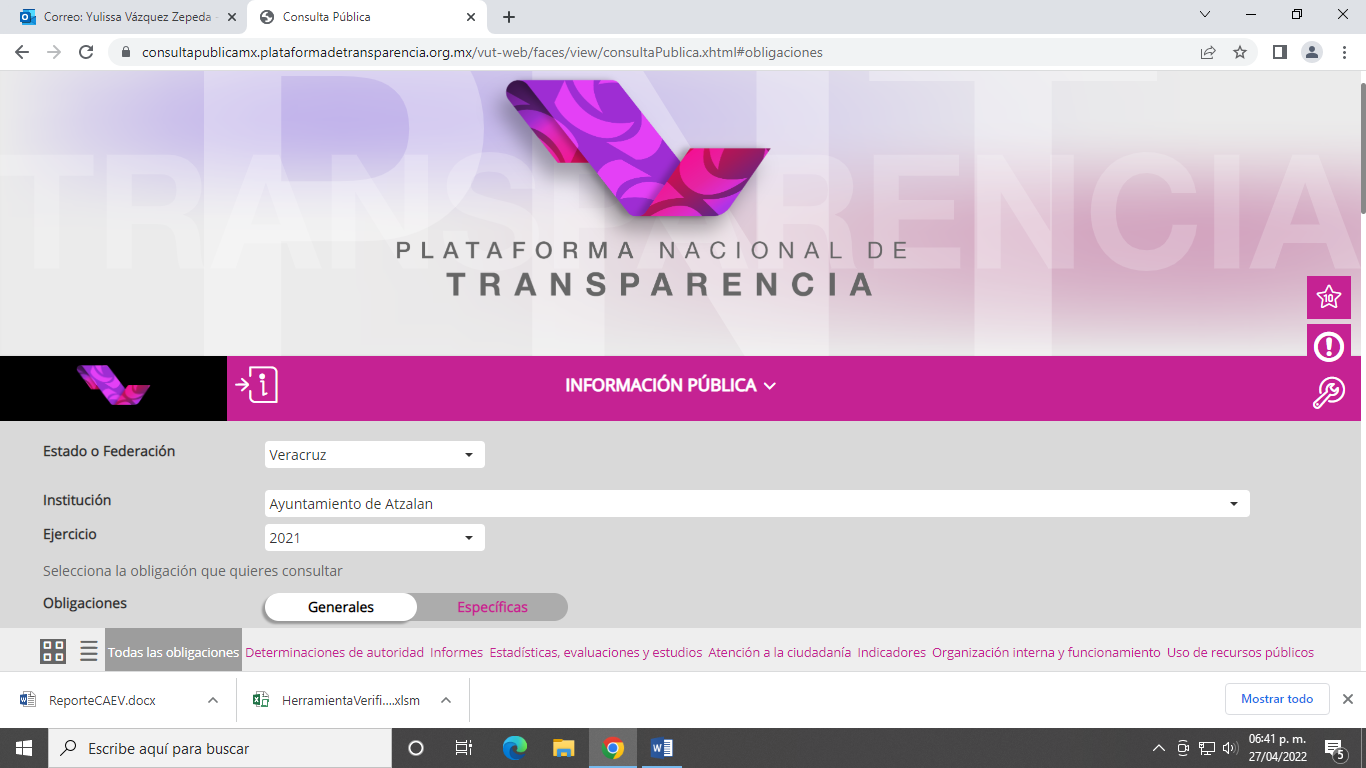 Correo: Yulissa Vázquez Zepeda -
Consulta Pública
consultapublicamx.plataformadetransparencia.org.mx/vut-web/faces/view/consultaPublica.xhtml#obligaciones
PNT
TRANSPARENCIA
PLATAFORMA NACIONAL DE
TRANSPARENCIA
10
INFORMACIÓN PÚBLICA
Estado o Federación
Veracruz
Institución
Ayuntamiento de Atzalan
Ejercicio
2021
Selecciona la obligación que quieres consultar
Obligaciones
Generales
Específicas
Todas las obligaciones Determinaciones de autoridad Informes Estadísticas, evaluaciones y estudios Atención a la ciudadanía Indicadores Organización interna y funcionamiento Uso de recursos públicos
ReporteCAEV.docx
HerramientaVerifi....xlsm
Mostrar todo
Escribe aquí para buscar
06:41 p. m.
27/04/2022
5